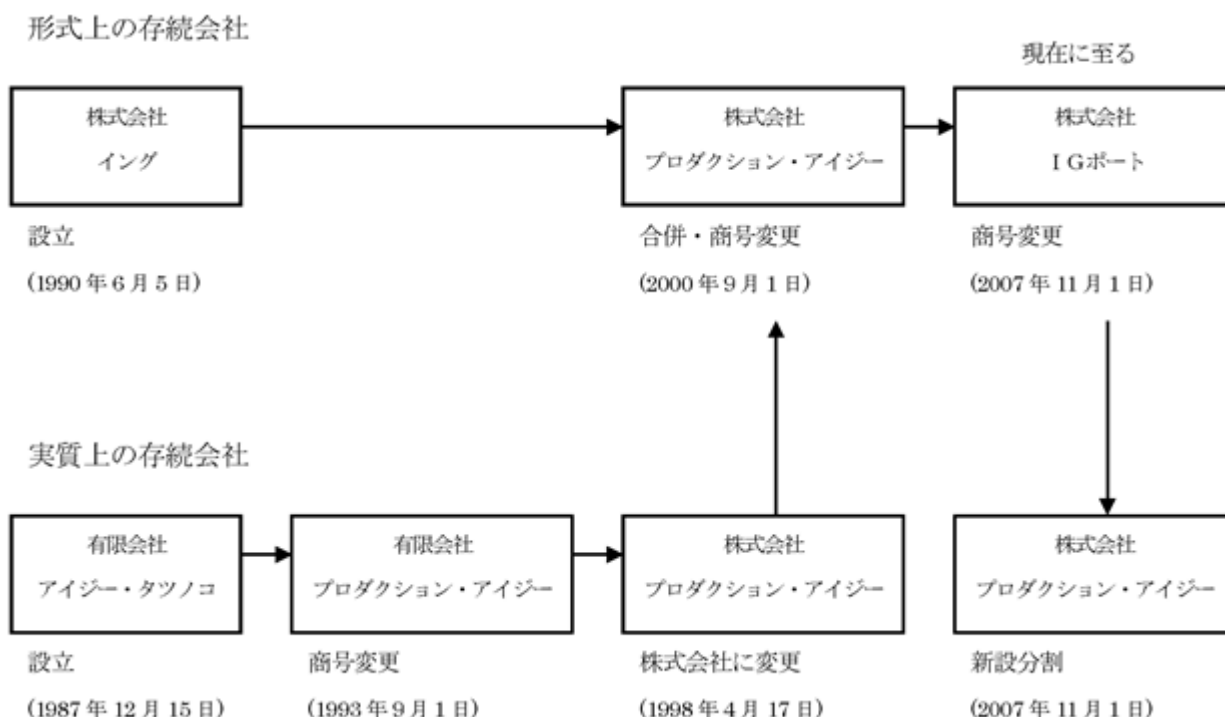 形式上の存続会社
現在に至る
株式会社
イング
株式会社
プロダクション・アイジー
株式会社
IGポート
設立
(1990年6月5日)
合併・商号変更
(2000年9月1日)
商号変更
(2007年11月1日)
実質上の存続会社
有限会社
アイジー・タツノコ
有限会社
プロダクション・アイジー
株式会社
プロダクション・アイジー
株式会社
プロダクション・アイジー
設立
(1987年12月15日)
商号変更
(1993年9月1日)
株式会社に変更
(1998年4月17日)
新設分割
(2007年11月1日)